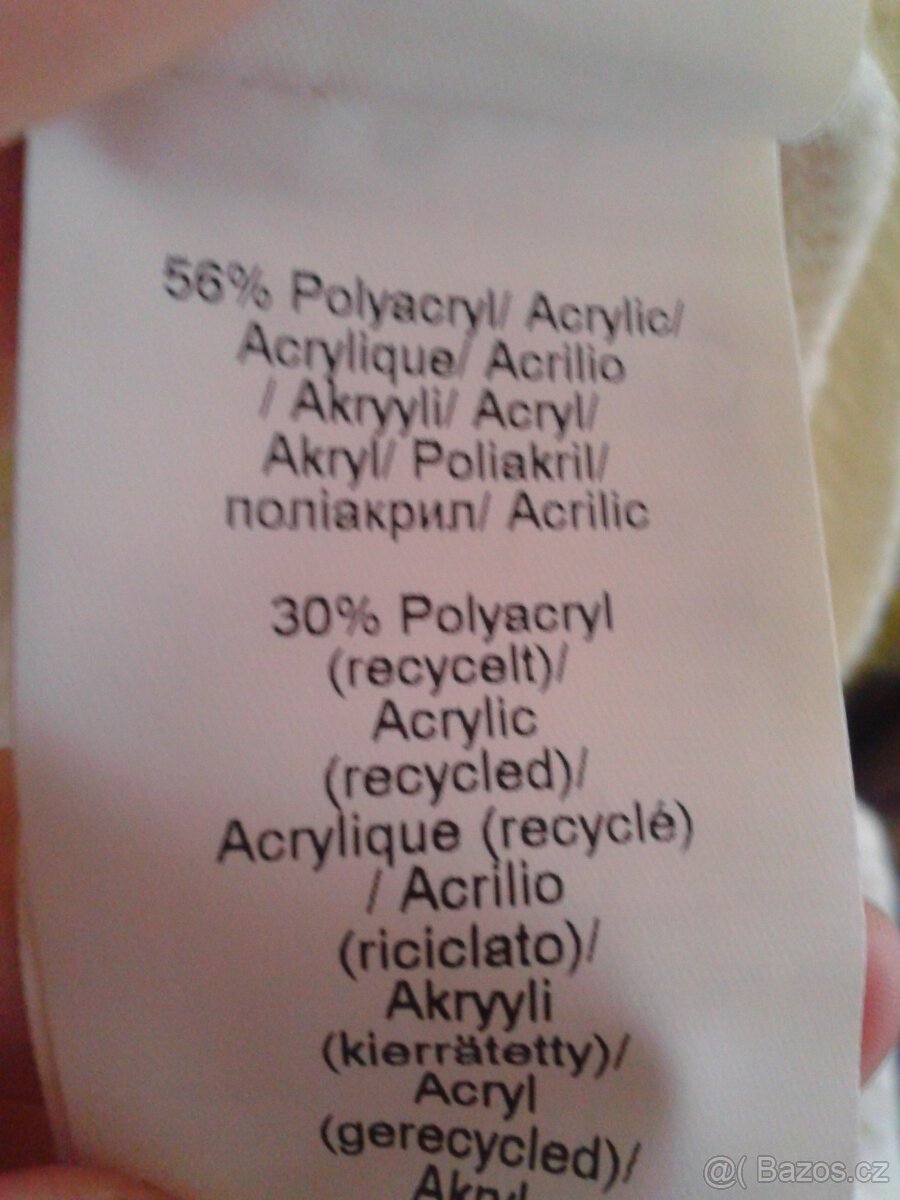 56% Polyacryl/ Acrylic/
Acrylique/ Acrilio
/ Akryyli/ Acryl/
Akryl/ Poliakril/
поліакрил/ Acrilic
30% Polyacryl
(recycelt)/
Acrylic
(recycled)/
Acrylique (recyclé)
/ Acrilio
(riciclato)/
Akryyli
(kierrätetty)/
Acryl
(gerecycled)/
Akryl
@( Bazos.cz